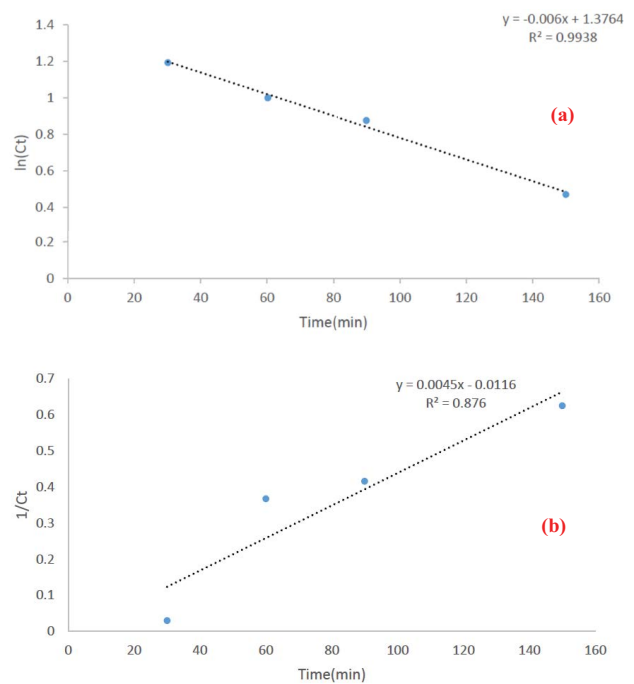 y = -0.006x + 1.3764
R² = 0.9938
1.4
1.2
1
0.8
0.6
0.4
0.2
0
ln(Ct)
(a)
0 20 40 60 80 100 120 140 160
Time(min)
y = 0.0045x - 0.0116
R² = 0.876
0.7
0.6
0.5
0.4
0.3
0.2
0.1
0
1/Ct
(b)
0 20 40 60 80 100 120 140 160
Time(min)